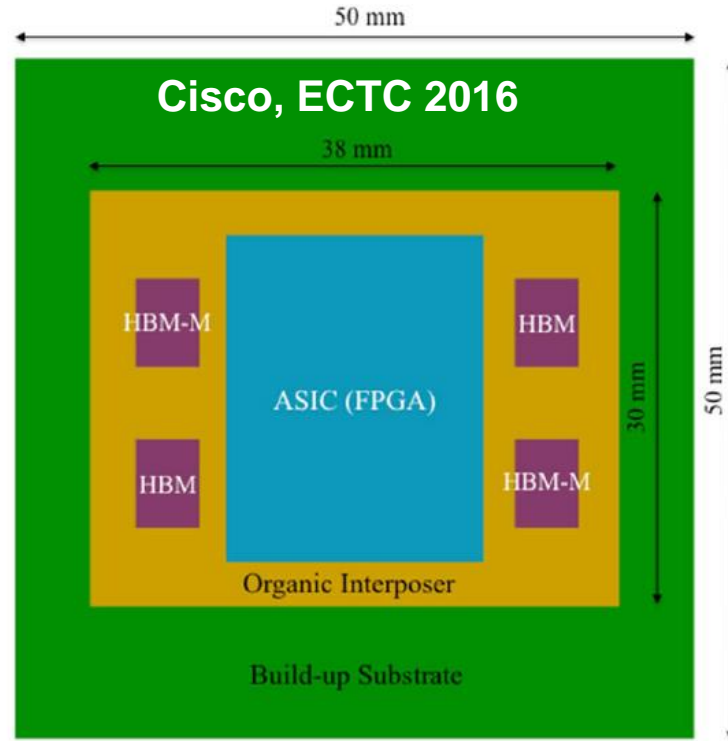 50 mm
Cisco, ECTC 2016
38 mm
HBM-M
HBM
ASIC (FPGA)
30 mm
50 mm
HBM
HBM-M
Organic Interposer
Build-up Substrate